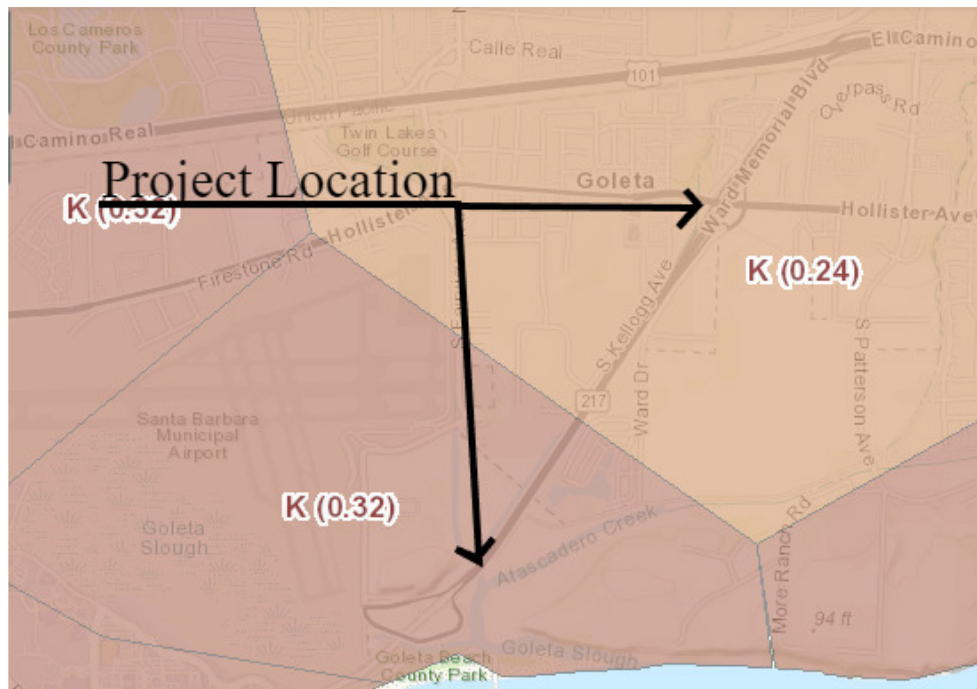 Los Cameros
County Park
Calle Real
El Camino
101
Union Pacific
El Camino Real
Overpass Rd
Ward Memorial Blvd
Twin Lakes
Golf Course
Project Location
Goleta
K (0.32)
Hollister
Hollister Ave
Firestone Rd
K (0.24)
S Kellogg Ave
S Patterson Ave
Ward Dr
217
Santa Barbara
Municipal
Airport
K (0.32)
Goleta
Slough
Atascadero Creek
More Ranch Rd
94 ft
Goleta Slough
Goleta Beach
County Park